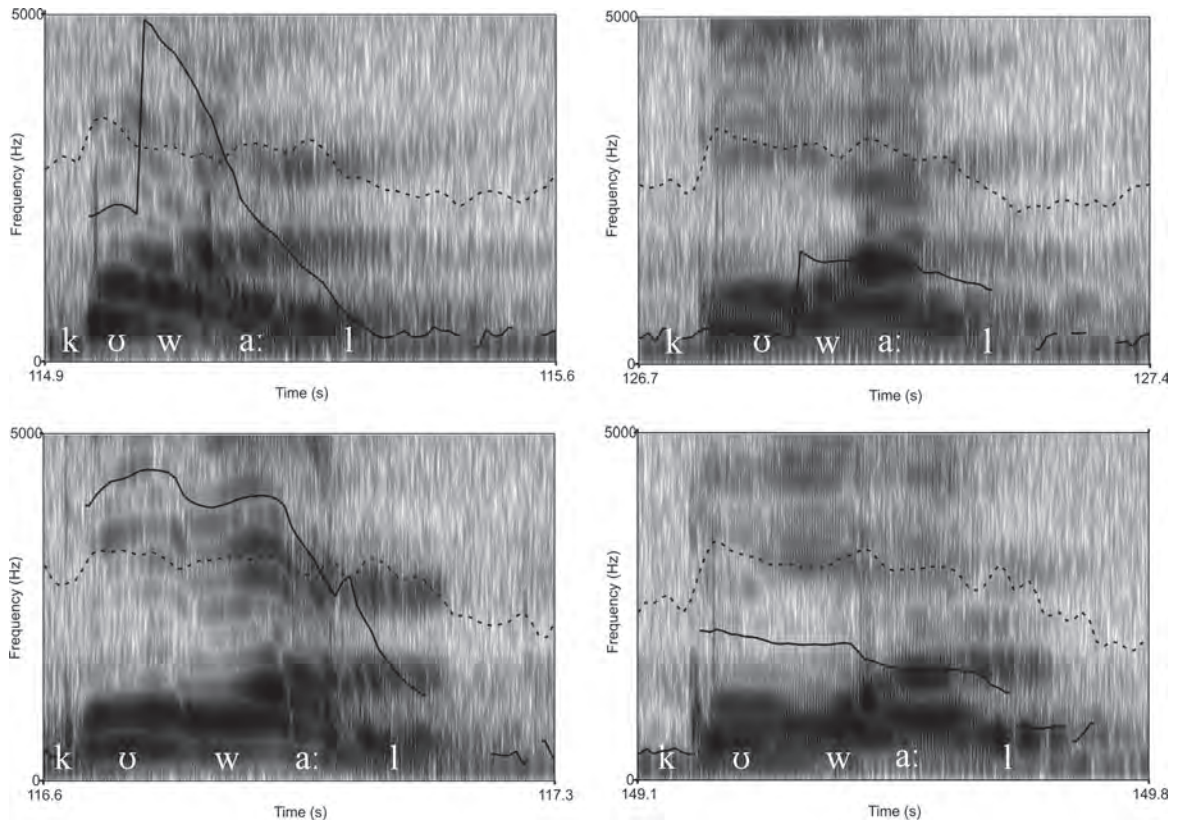 5000
Frequency (Hz)
k ʊ w a: l
0
114.9 115.6
Time (s)
5000
Frequency (Hz)
k ʊ w a: l
0
126.7 127.4
Time (s)
5000
Frequency (Hz)
k ʊ w a: l
0
116.6 117.3
Time (s)
5000
Frequency (Hz)
k ʊ w a: l
0
149.1 149.8
Time (s)